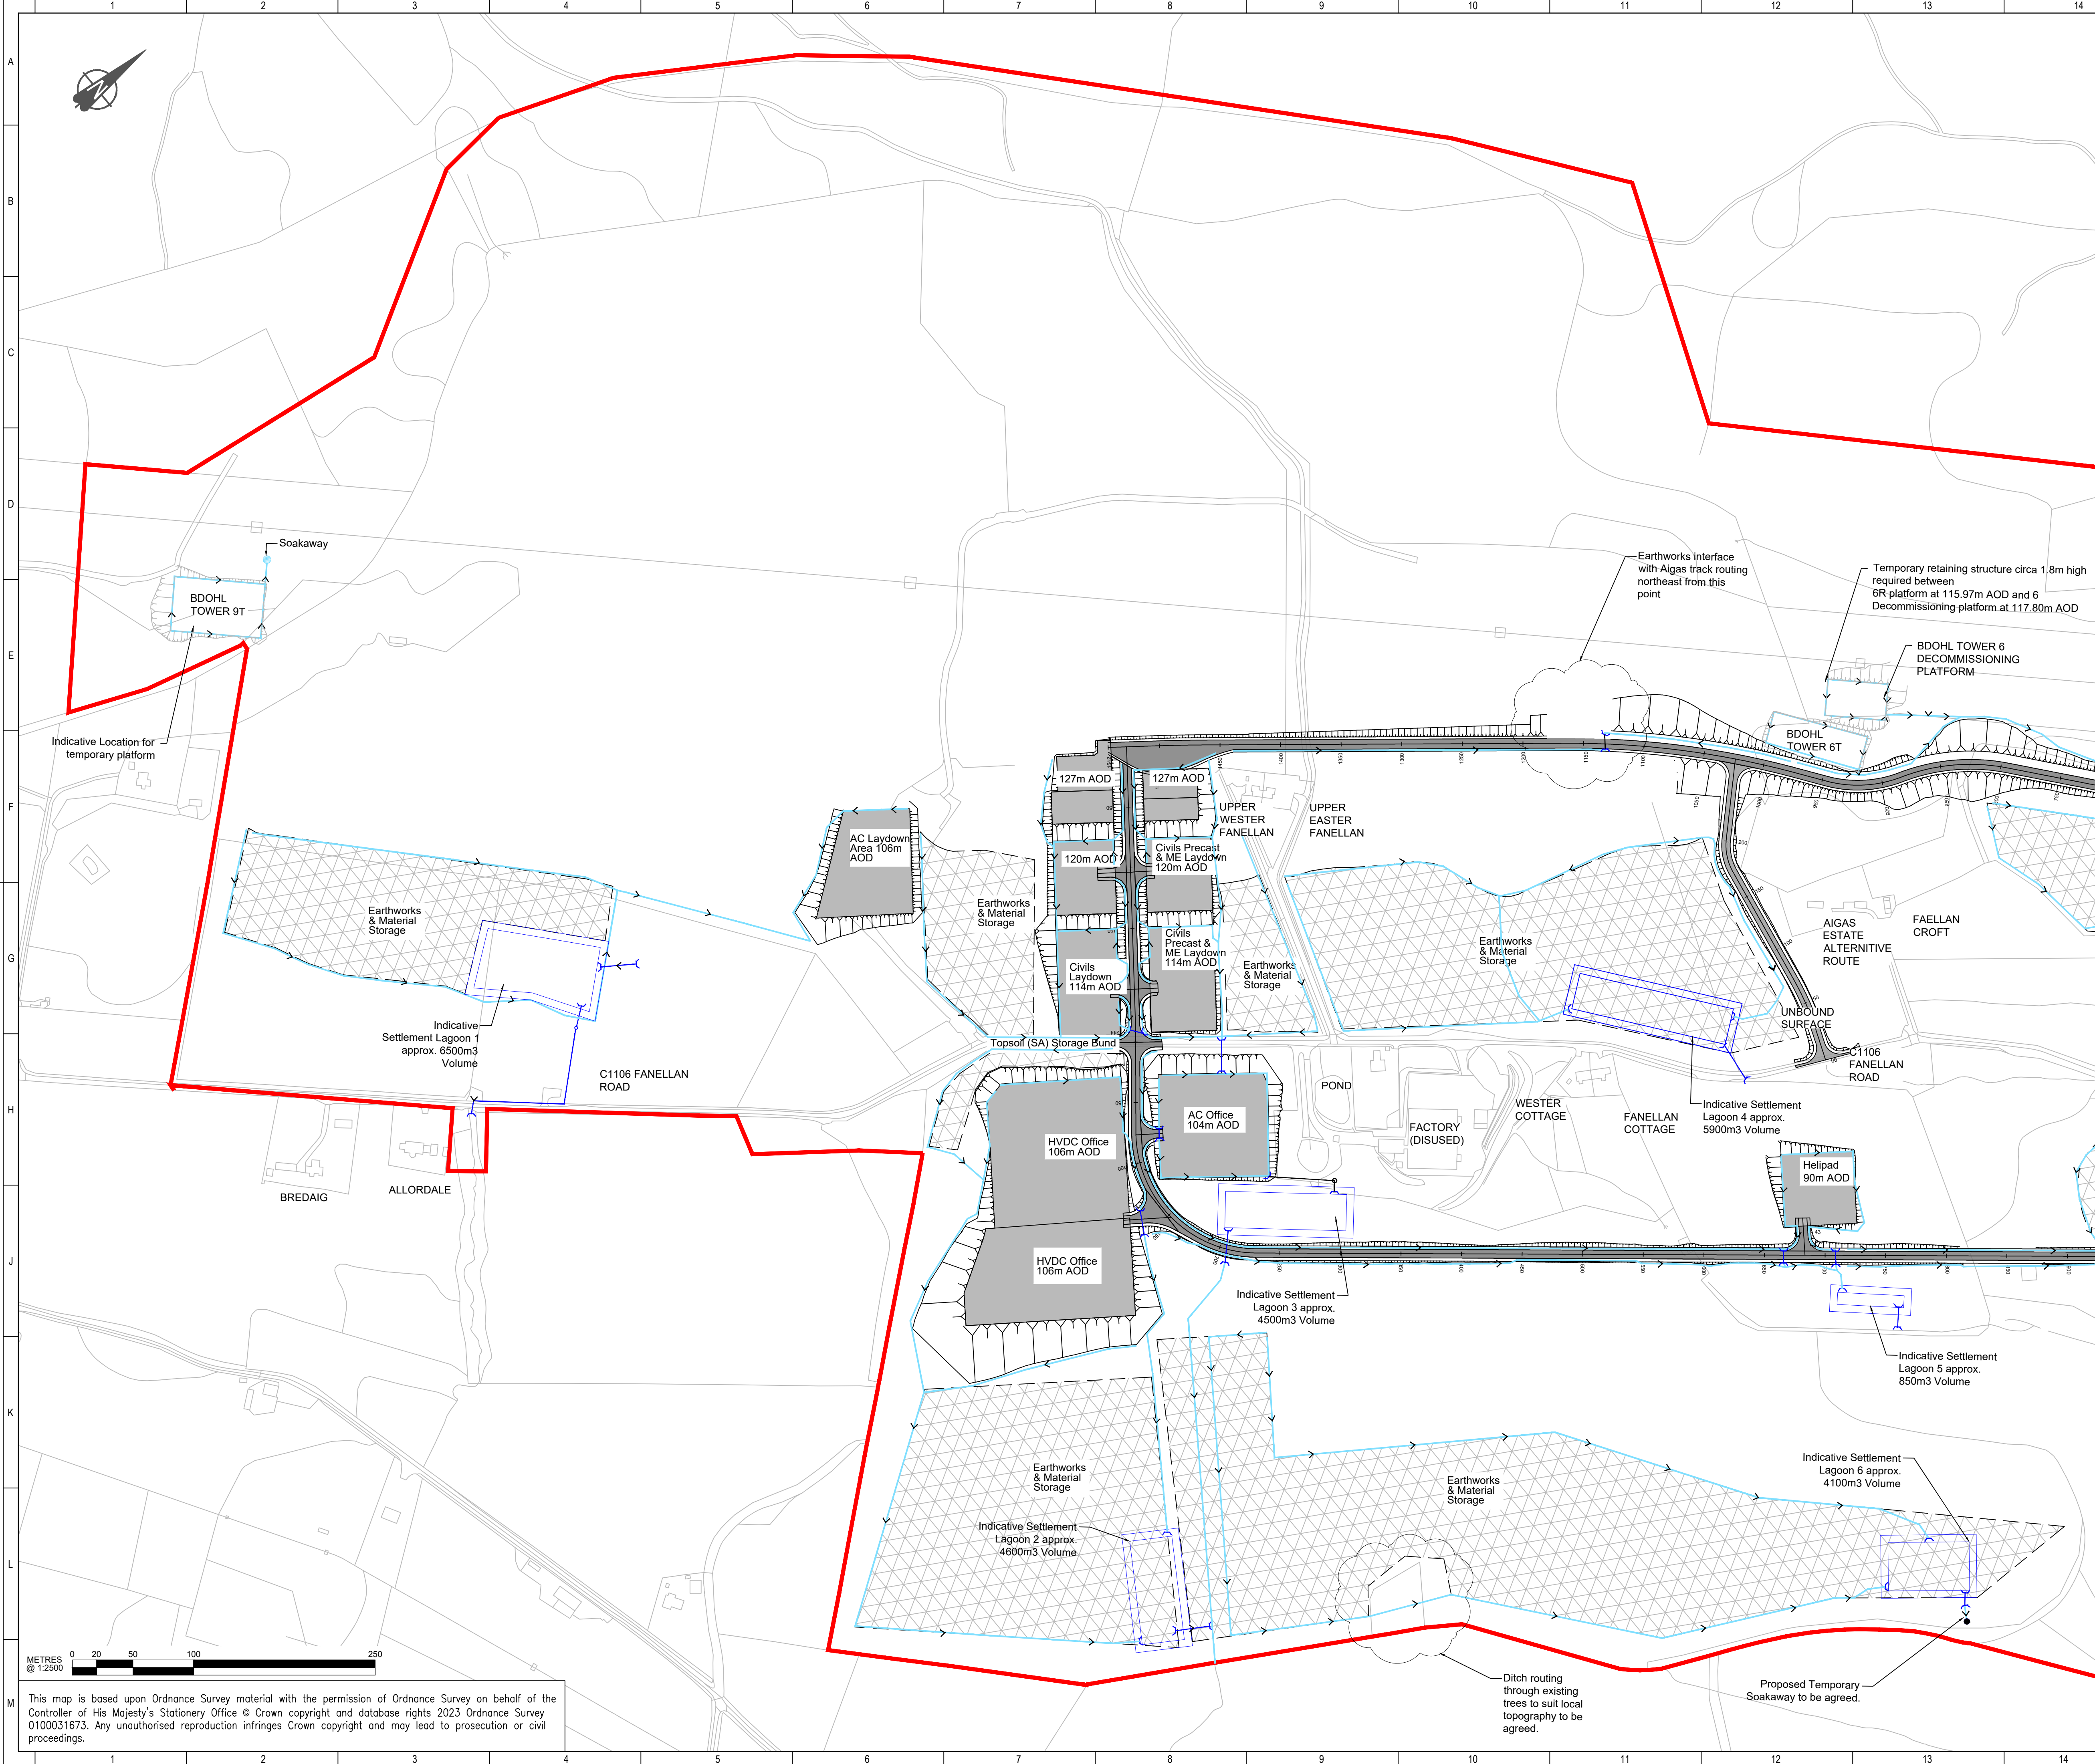 1 2 3 4 5 6 7 8 9 10 11 12 13 14
A
B
C
D
E
F
G
H
J
K
L
M
N
Soakaway
BDOHL
TOWER 9T
Indicative Location for
temporary platform
Earthworks interface
with Aigas track routing
northeast from this
point
Temporary retaining structure circa 1.8m high
required between
6R platform at 115.97m AOD and 6
Decommissioning platform at 117.80m AOD
BDOHL TOWER 6
DECOMMISSIONING
PLATFORM
BDOHL
TOWER 6T
127m AOD
127m AOD
UPPER
WESTER
FANELLAN
UPPER
EASTER
FANELLAN
AC Laydown
Area 106m
AOD
120m AOD
Civils Precast
& ME Laydown
120m AOD
Earthworks
& Material
Storage
Earthworks
& Material
Storage
Civils
Laydown
114m AOD
Civils
Precast &
ME Laydown
114m AOD
Earthworks
& Material
Storage
Earthworks
& Material
Storage
AIGAS
ESTATE
ALTERNITIVE
ROUTE
FAELLAN
CROFT
UNBOUND
SURFACE
Indicative
Settlement Lagoon 1
approx. 6500m3
Volume
Topsoil (SA) Storage Bund
C1106 FANELLAN
ROAD
C1106
FANELLAN
ROAD
POND
AC Office
104m AOD
HVDC Office
106m AOD
FACTORY
(DISUSED)
WESTER
COTTAGE
FANELLAN
COTTAGE
Indicative Settlement
Lagoon 4 approx.
5900m3 Volume
Helipad
90m AOD
BREDAIG
ALLORDALE
HVDC Office
106m AOD
Indicative Settlement
Lagoon 3 approx.
4500m3 Volume
Indicative Settlement
Lagoon 5 approx.
850m3 Volume
Earthworks
& Material
Storage
Earthworks
& Material
Storage
Indicative Settlement
Lagoon 6 approx.
4100m3 Volume
Indicative Settlement
Lagoon 2 approx.
4600m3 Volume
Ditch routing
through existing
trees to suit local
topography to be
agreed.
Proposed Temporary
Soakaway to be agreed.
METRES
@ 1:2500
0 20 50 100 250
This map is based upon Ordnance Survey material with the permission of Ordnance Survey on behalf of the
Controller of His Majesty's Stationery Office © Crown copyright and database rights 2023 Ordnance Survey
0100031673. Any unauthorised reproduction infringes Crown copyright and may lead to prosecution or civil
proceedings.
1 2 3 4 5 6 7 8 9 10 11 12 13 14